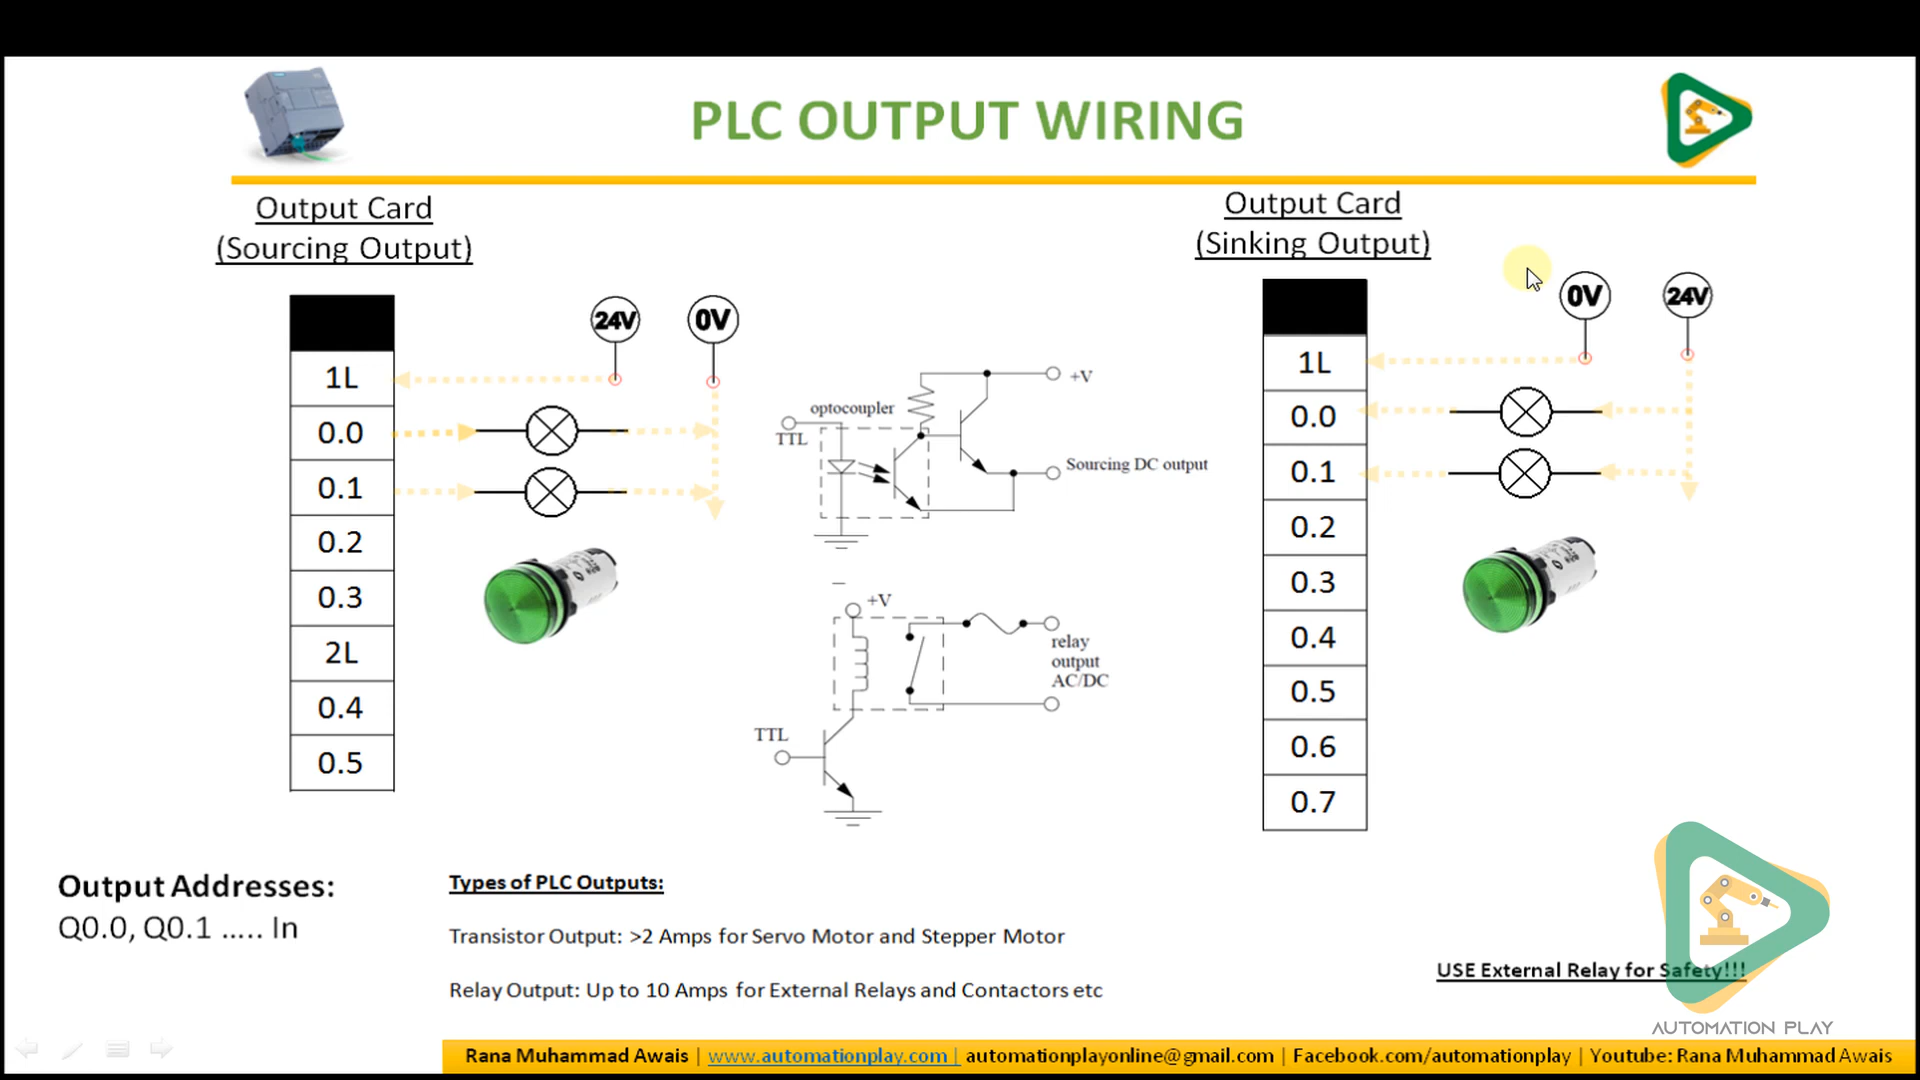 PLC OUTPUT WIRING
Output Card
(Sourcing Output)
24V
0V
1L
0.0
0.1
0.2
0.3
2L
0.4
0.5
optocoupler
TTL
+V
Sourcing DC output
+V
relay
output
AC/DC
TTL
Output Card
(Sinking Output)
0V
24V
1L
0.0
0.1
0.2
0.3
0.4
0.5
0.6
0.7
Output Addresses:
Q0.0, Q0.1 ..... In
Types of PLC Outputs:
Transistor Output: >2 Amps for Servo Motor and Stepper Motor
Relay Output: Up to 10 Amps for External Relays and Contactors etc
USE External Relay for Safety!!!
AUTOMATION PLAY
Rana Muhammad Awais | www.automationplay.com | automationplayonline@gmail.com | Facebook.com/automationplay | Youtube: Rana Muhammad Awais